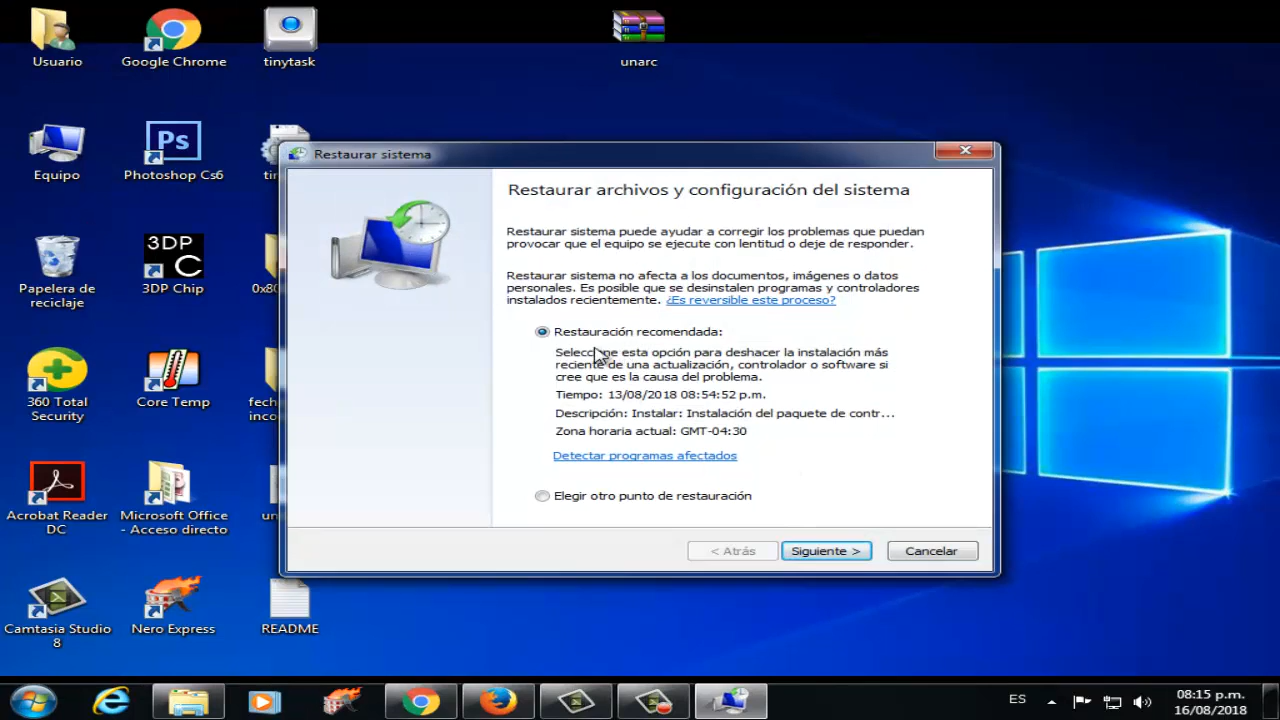 Usuario
Google Chrome
tinytask
unarc
Equipo
Ps
Photoshop Cs6
Papelera de
reciclaje
3DP
C
3DP Chip
360 Total
Security
Core Temp
Acrobat Reader
DC
Microsoft Office
- Acceso directo
Camtasia Studio
8
Nero Express
README
Restaurar sistema
Restaurar archivos y configuración del sistema
Restaurar sistema puede ayudar a corregir los problemas que puedan
provocar que el equipo se ejecute con lentitud o deje de responder.
Restaurar sistema no afecta a los documentos, imágenes o datos
personales. Es posible que se desinstalen programas y controladores
instalados recientemente. ¿Es reversible este proceso?
Restauración recomendada:
Seleccione esta opción para deshacer la instalación más
reciente de una actualización, controlador o software si
cree que es la causa del problema.
Tiempo: 13/08/2018 08:54:52 p.m.
Descripción: Instalar: Instalación del paquete de contr...
Zona horaria actual: GMT-04:30
Detectar programas afectados
Elegir otro punto de restauración
< Atrás
Siguiente >
Cancelar
ES
08:15 p.m.
16/08/2018